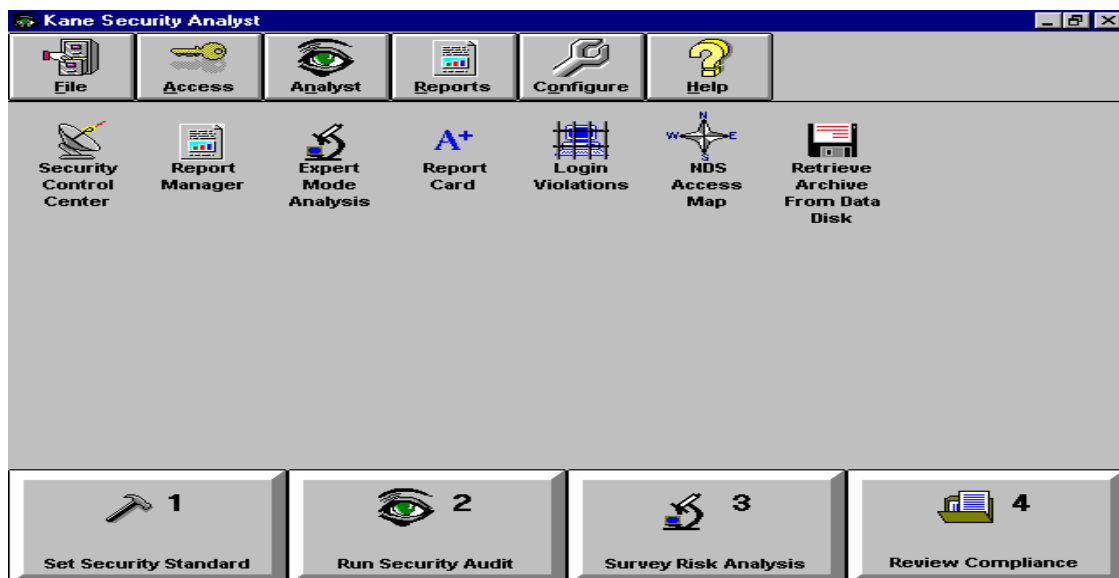 Kane Security Analyst
File Access Analyst Reports Configure Help
Security Control Center
Report Manager
Expert Mode Analysis
A+
Report Card
Login Violations
N
W E
S
NDS Access Map
Retrieve Archive From Data Disk
1
Set Security Standard
2
Run Security Audit
3
Survey Risk Analysis
4
Review Compliance